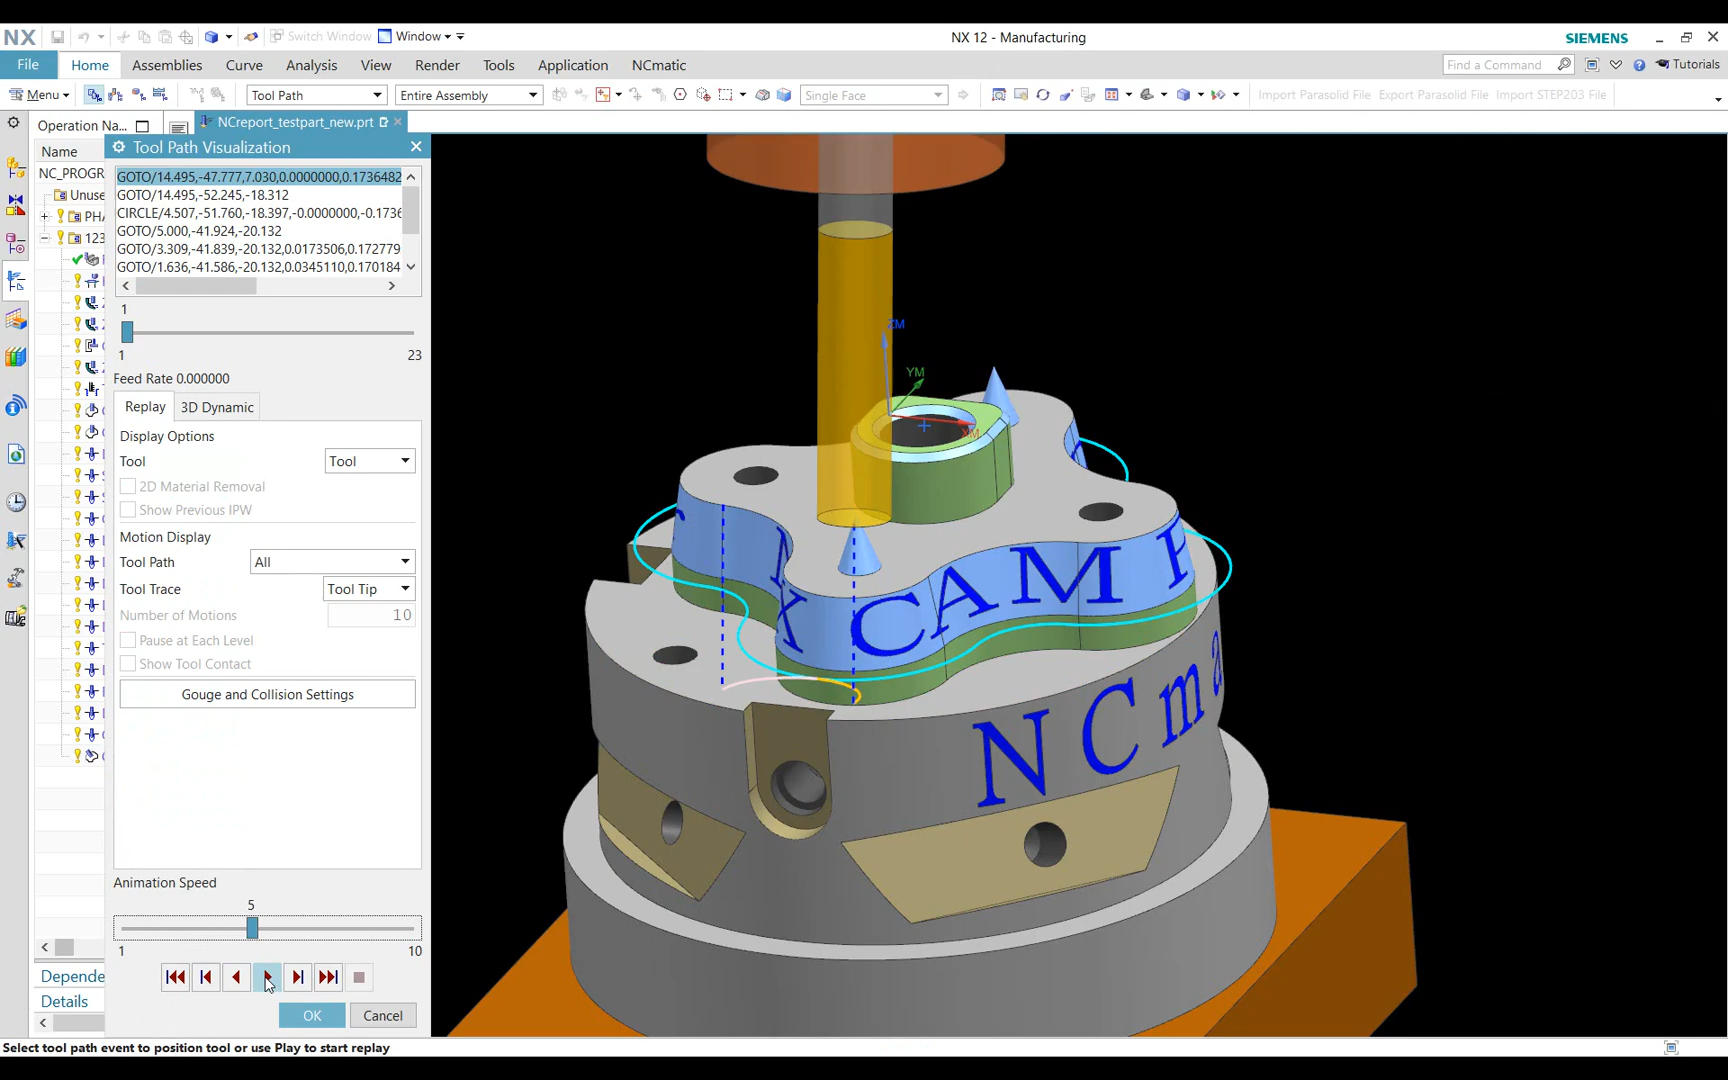 NX
Switch Window
Window
NX 12 - Manufacturing
SIEMENS
File
Home
Assemblies
Curve
Analysis
View
Render
Tools
Application
NCmatic
Find a Command
Tutorials
Menu
Tool Path
Entire Assembly
Single Face
Import Parasolid File
Export Parasolid File
Import STEP203 File
Operation Na...
NCreport_testpart_new.prt
Name
NC_PROGR
Unuse
PHA
123
Tool Path Visualization
GOTO/14.495,-47.777,7.030,0.0000000,0.1736482
GOTO/14.495,-52.245,-18.312
CIRCLE/4.507,-51.760,-18.397,-0.0000000,-0.1736
GOTO/5.000,-41.924,-20.132
GOTO/3.309,-41.839,-20.132,0.0173506,0.172779
GOTO/1.636,-41.586,-20.132,0.0345110,0.170184
1
1
23
Feed Rate 0.000000
Replay
3D Dynamic
Display Options
Tool
Tool
2D Material Removal
Show Previous IPW
Motion Display
Tool Path
All
Tool Trace
Tool Tip
Number of Motions
10
Pause at Each Level
Show Tool Contact
Gouge and Collision Settings
Animation Speed
5
1
10
OK
Cancel
Depende
Details
ZM
YM
XM
X CAM
NCma
Select tool path event to position tool or use Play to start replay